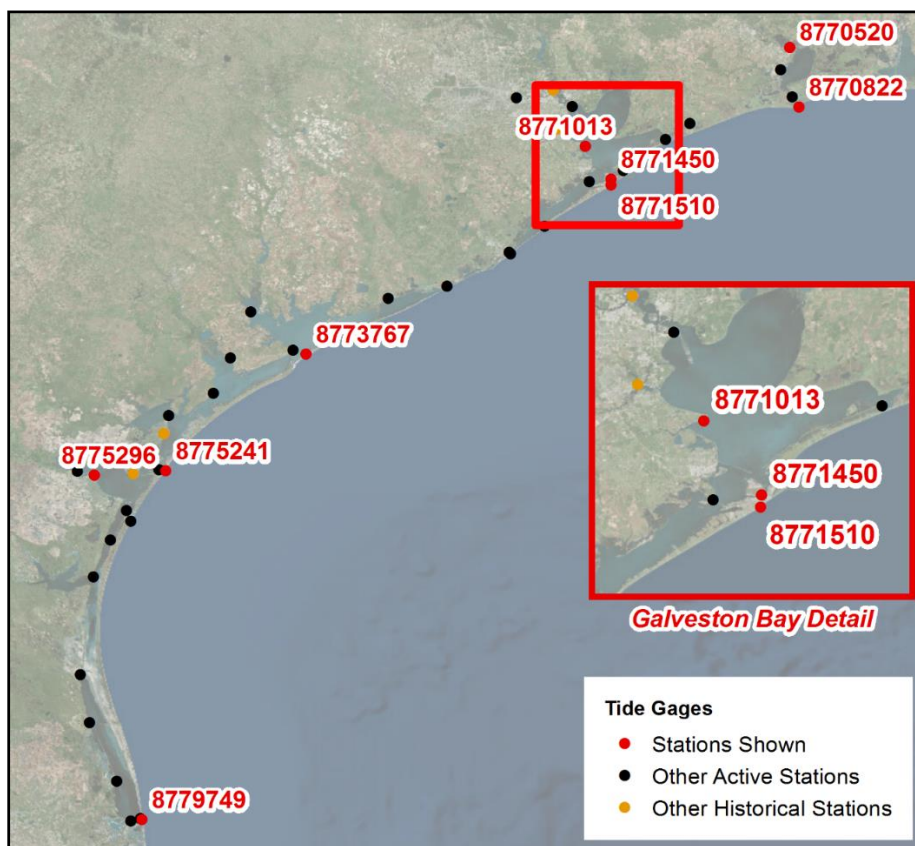 8770520
8770822
8771013
8771450
8771510
8773767
8775296
8775241
8779749
8771013
8771450
8771510
Galveston Bay Detail
Tide Gages
Stations Shown
Other Active Stations
Other Historical Stations